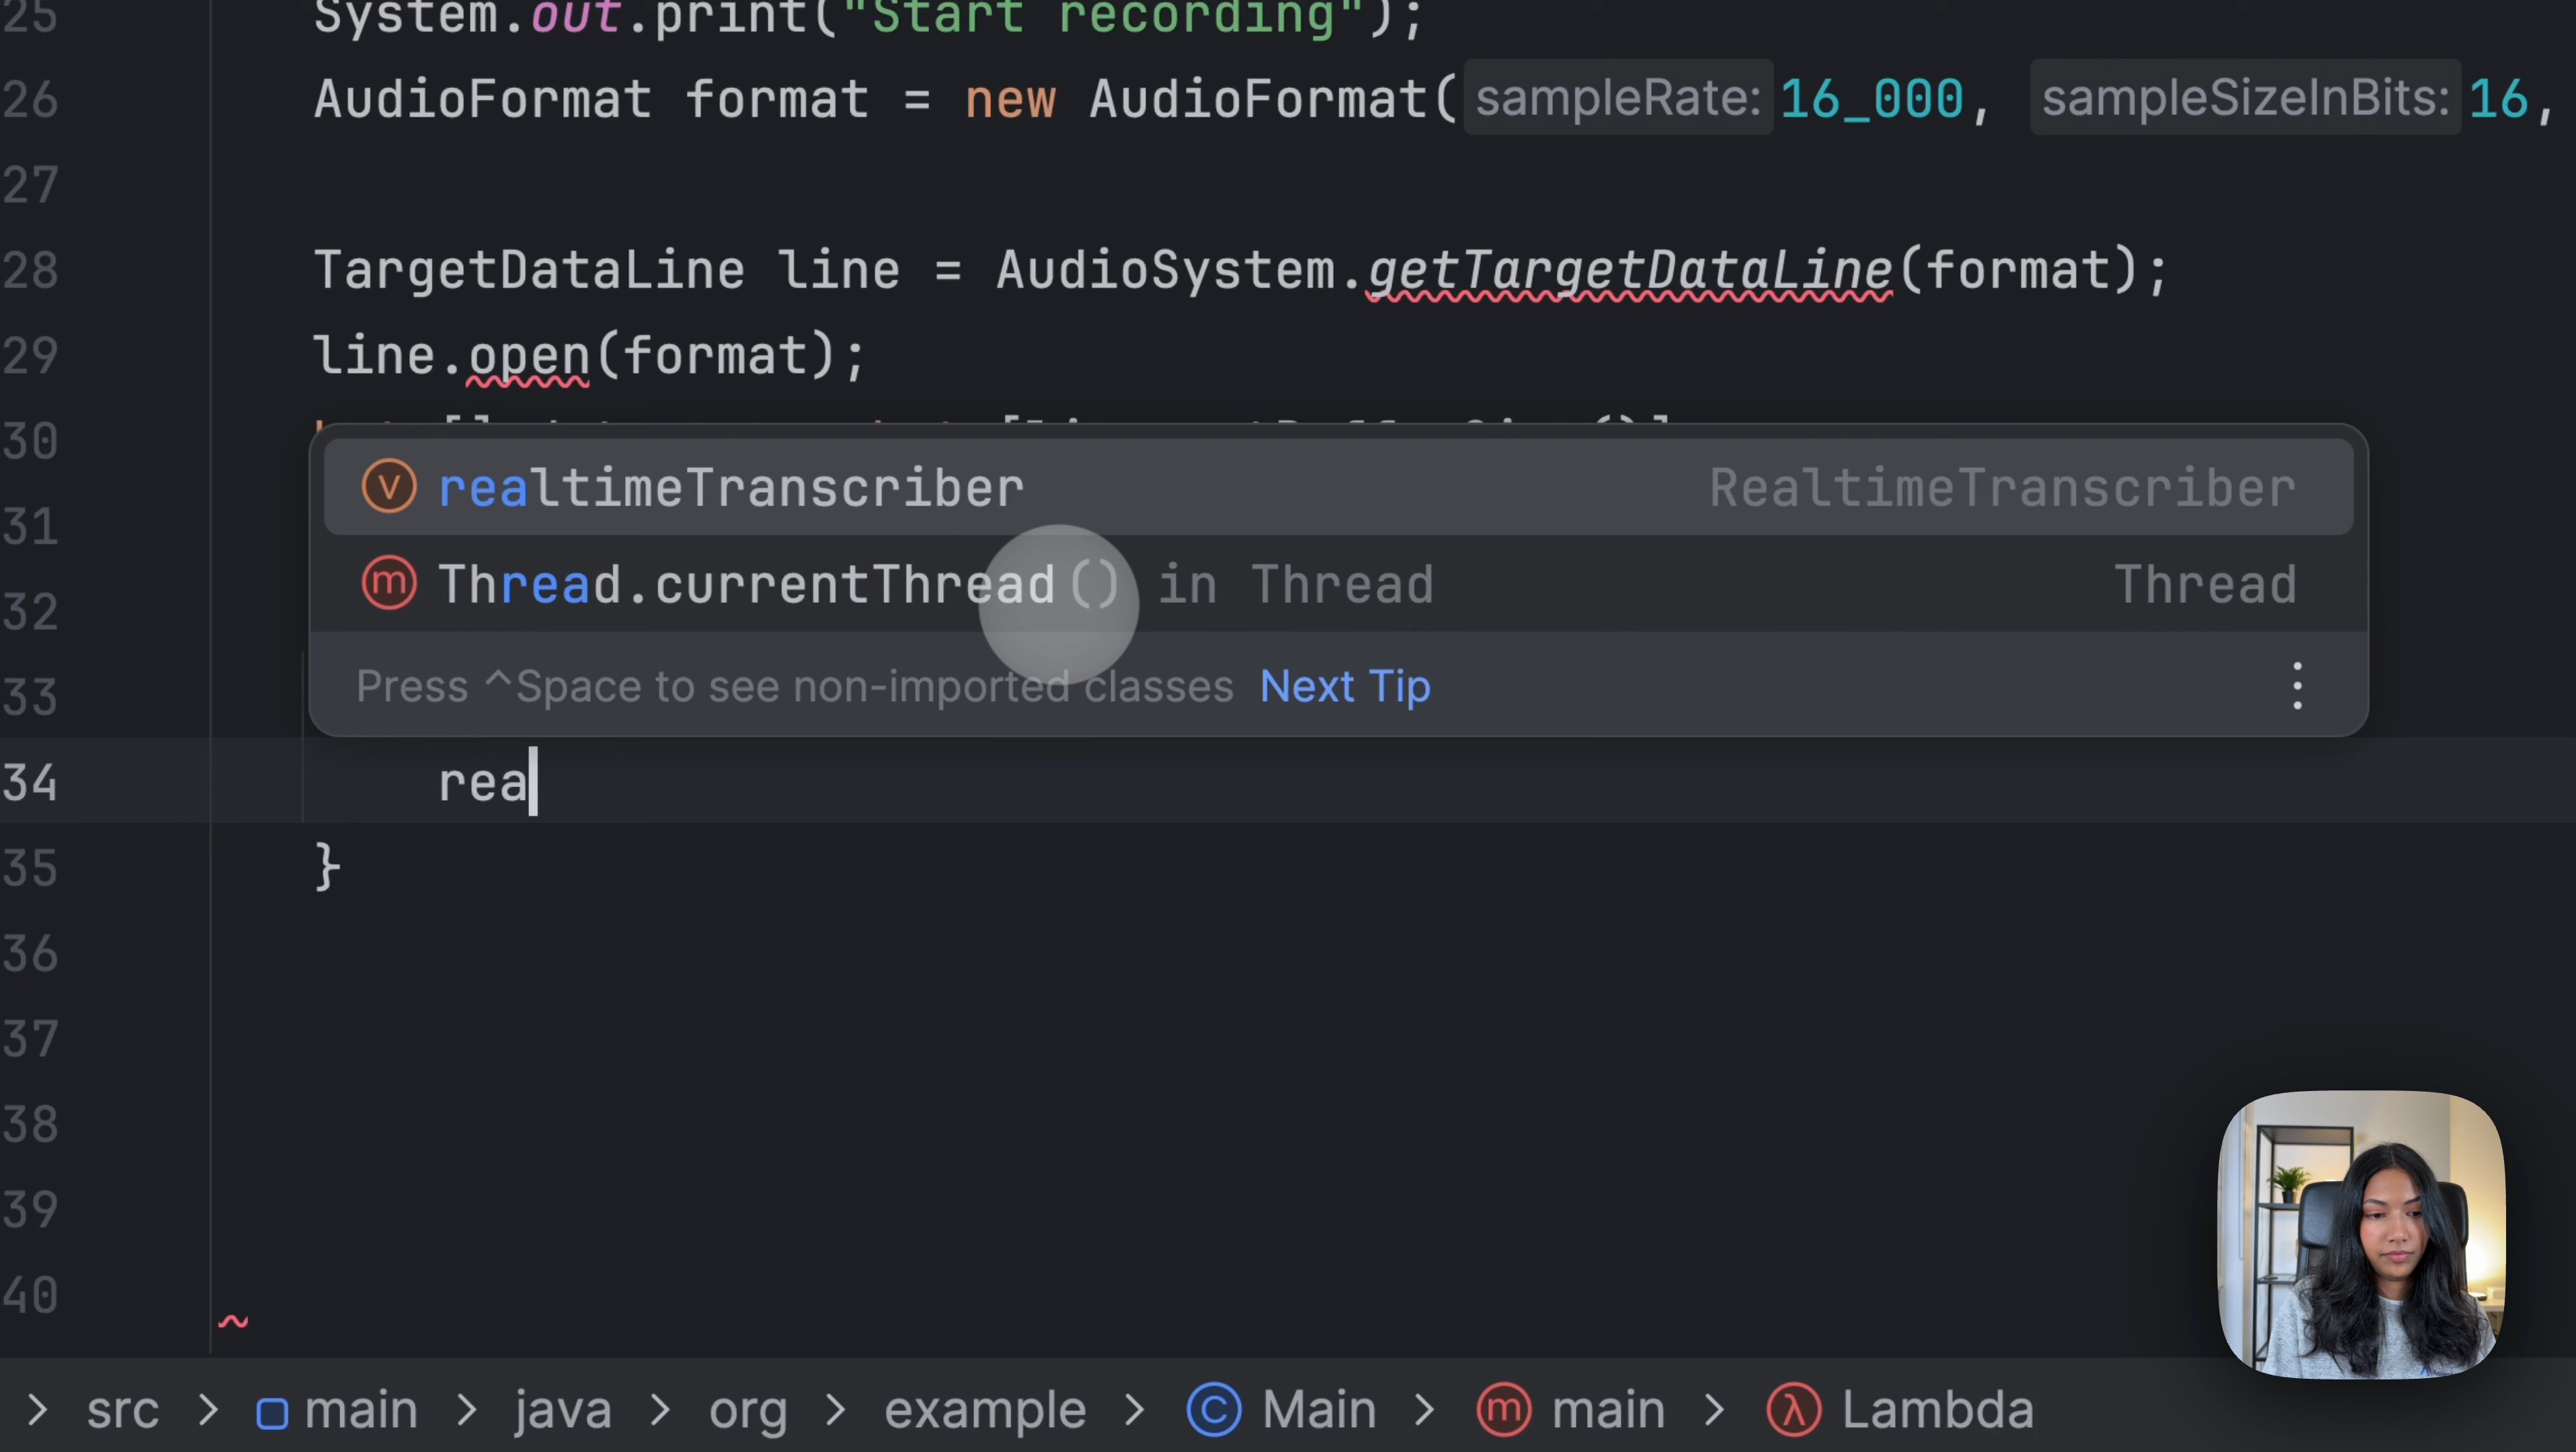 25 System.out.print("Start recording");
26 AudioFormat format = new AudioFormat( sampleRate: 16_000, sampleSizeInBits: 16,
27
28 TargetDataLine line = AudioSystem.getTargetDataLine(format);
29 line.open(format);
30
31 realtimeTranscriber RealtimeTranscriber
32 Thread.currentThread() in Thread Thread
33 Press ^Space to see non-imported classes Next Tip
34 rea
35 }
36
37
38
39
40
src main java org example Main main Lambda